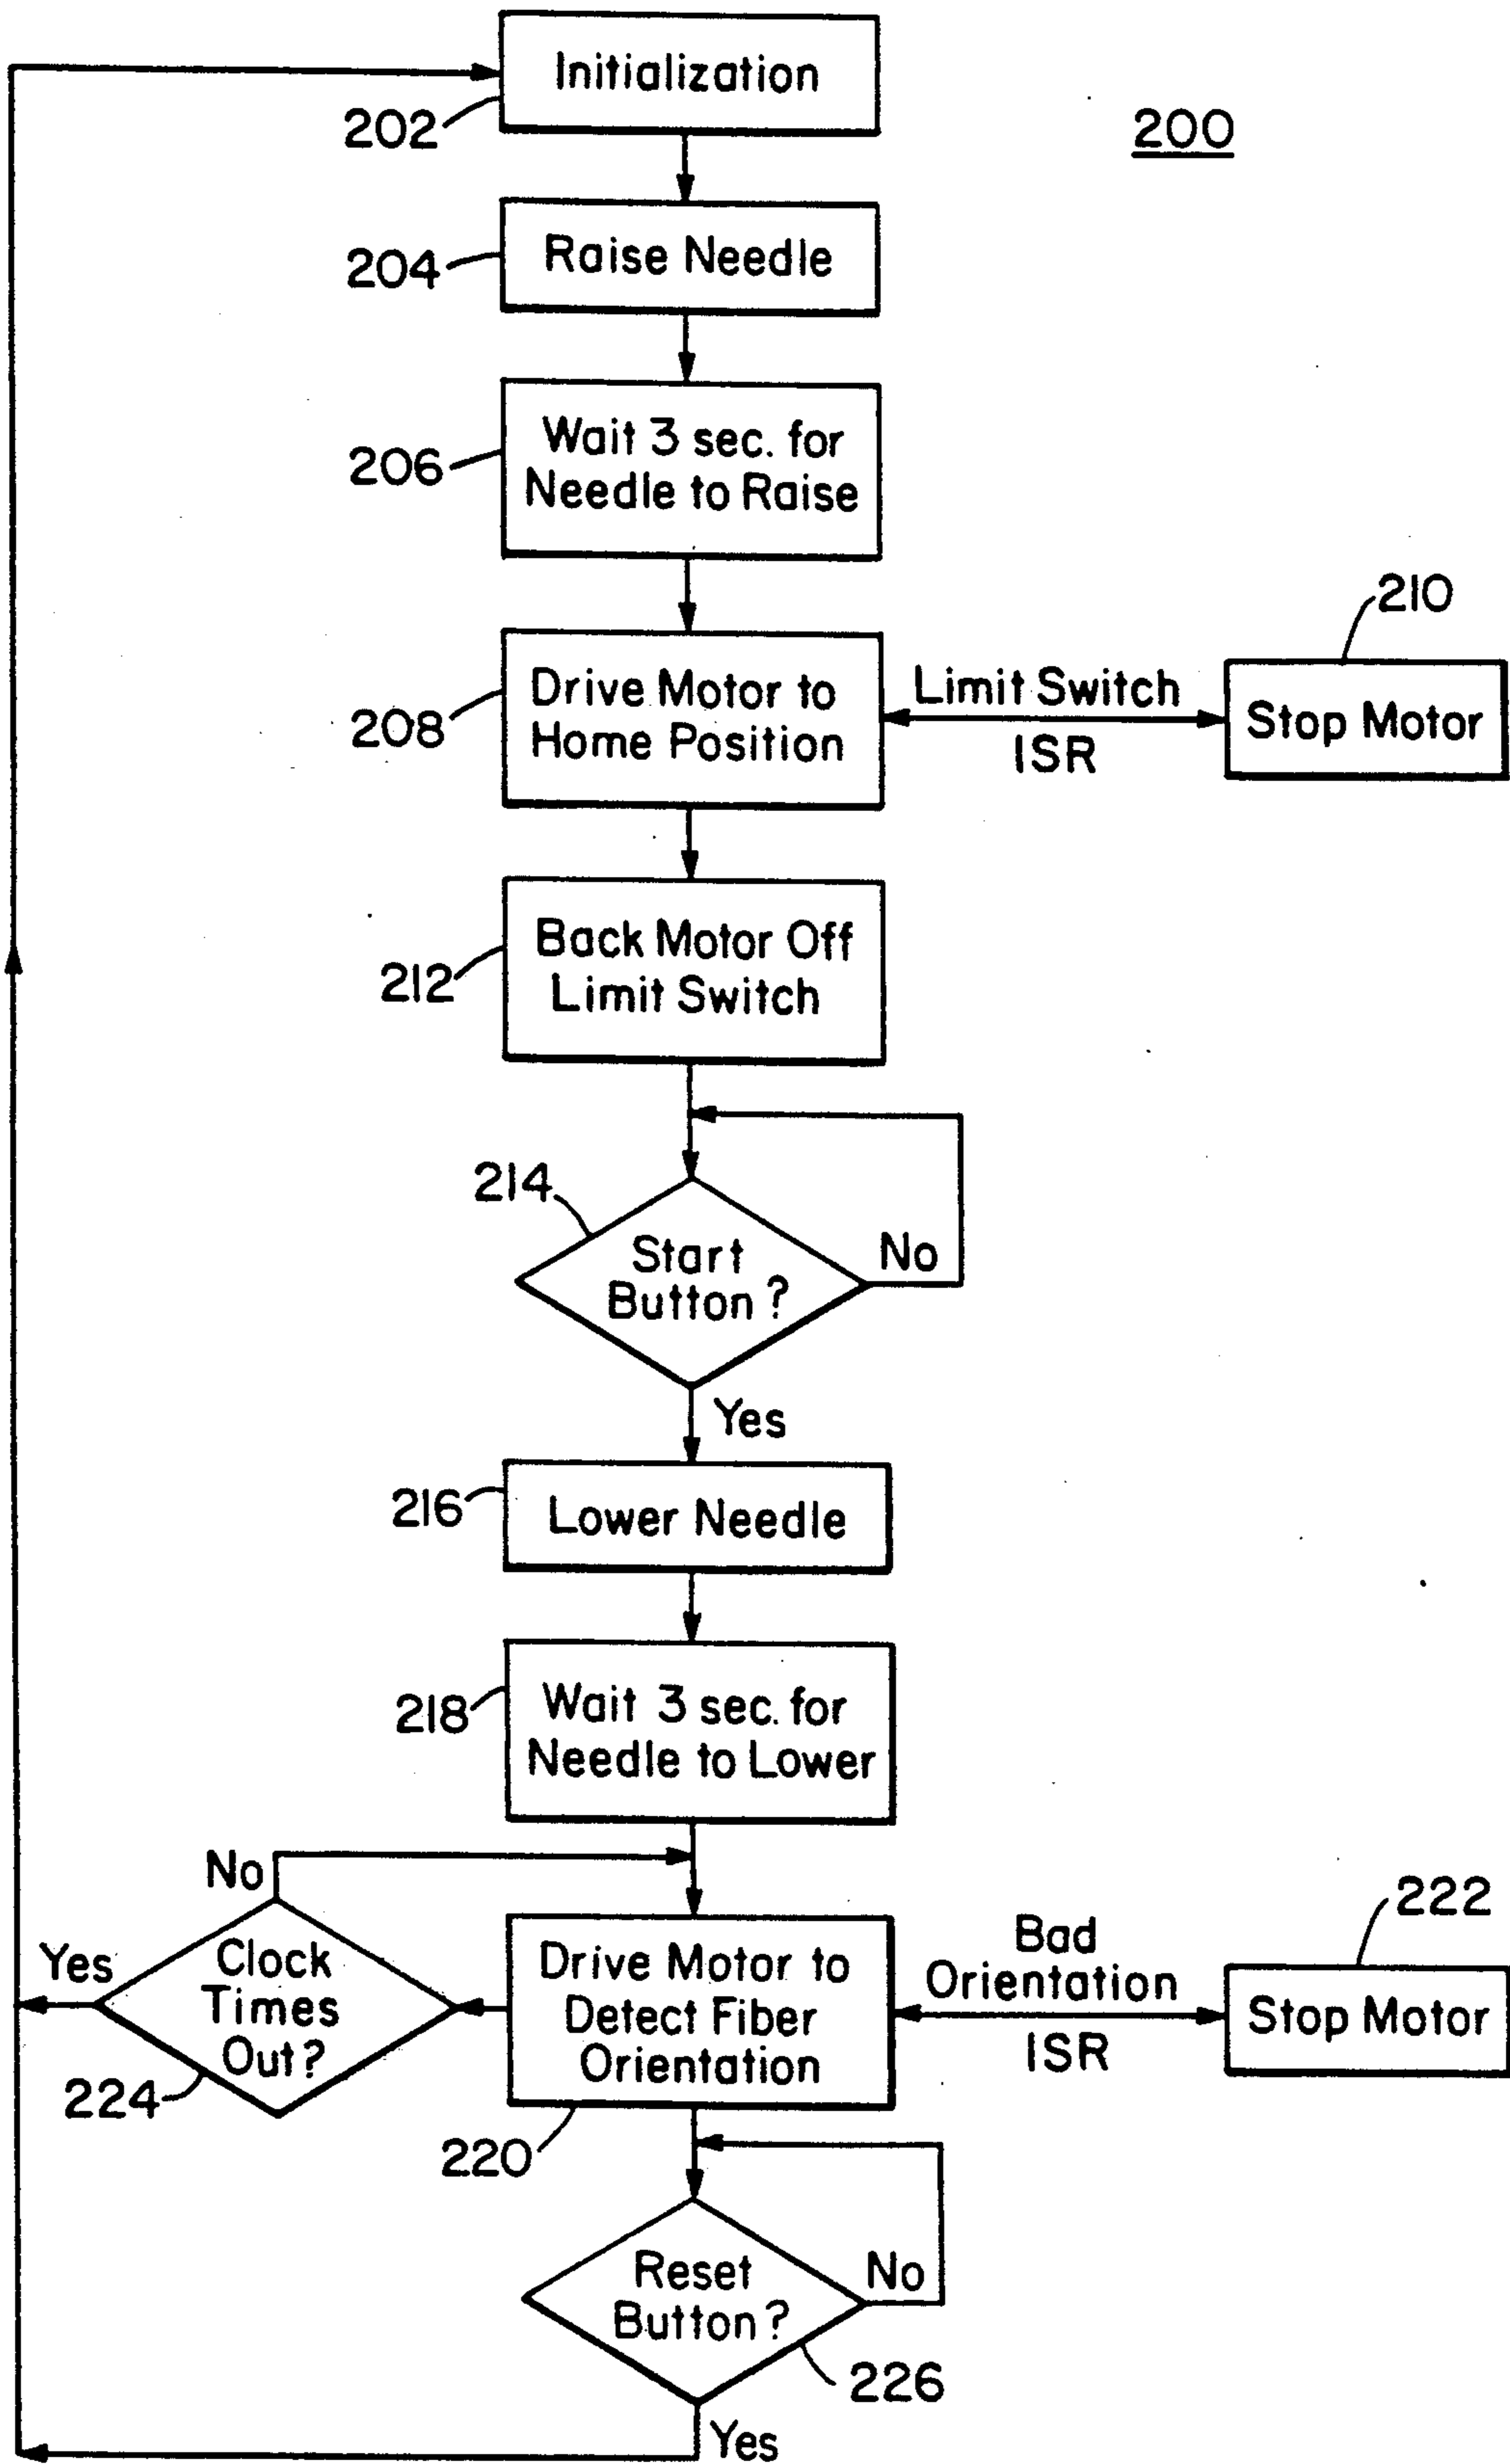 Initialization
202
200
Raise Needle
204
Wait 3 sec. for
Needle to Raise
206
210
Drive Motor to
Home Position
208
Limit Switch
ISR
Stop Motor
Back Motor Off
Limit Switch
212
214
Start
Button?
No
Yes
216
Lower Needle
218
Wait 3 sec. for
Needle to Lower
No
222
Yes
Clock
Times
Out?
224
Drive Motor to
Detect Fiber
Orientation
220
Bad
Orientation
ISR
Stop Motor
Reset
Button?
No
226
Yes